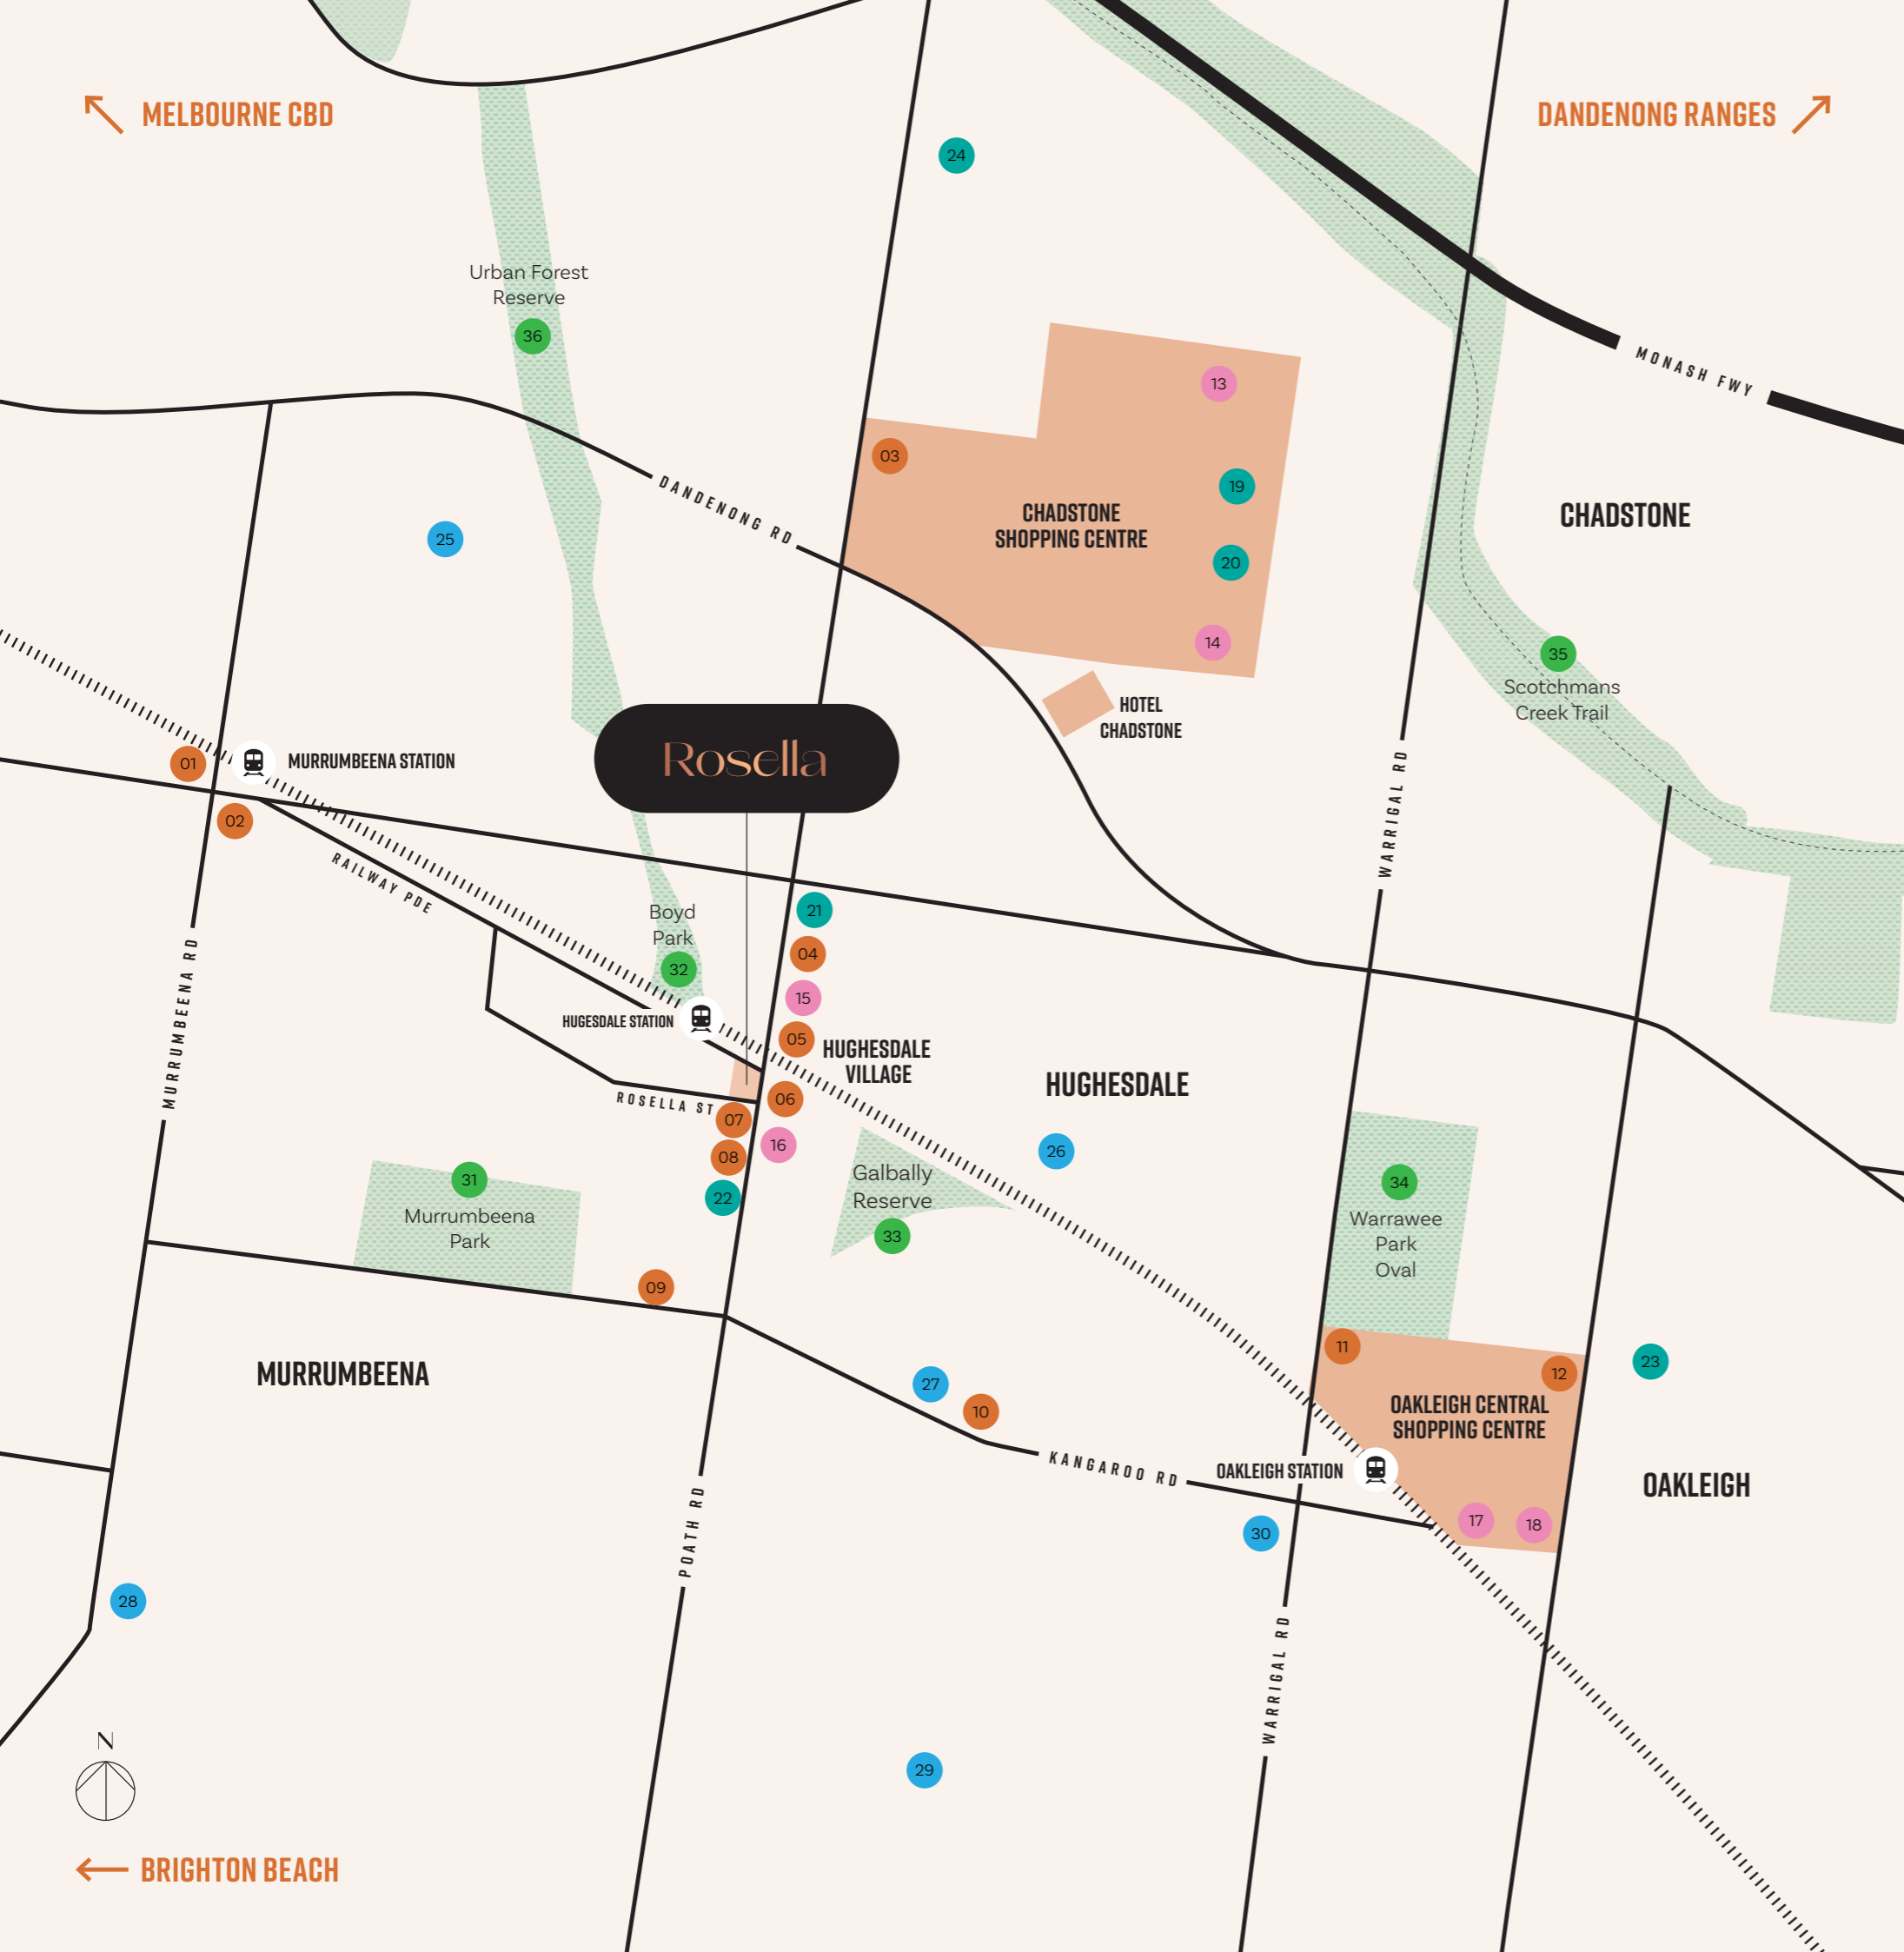 MELBOURNE CBD
DANDENONG RANGES
24
Urban Forest
Reserve
36
MONASH FWY
13
03
DANDENONG RD
19
CHADSTONE
SHOPPING CENTRE
CHADSTONE
25
20
14
35
Scotchmans
Creek Trail
HOTEL
CHADSTONE
Rosella
01
MURRUMBEENA STATION
02
WARRIGAL RD
RAILWAY PDE
Boyd
Park
32
21
04
15
MURRUMBEENA RD
HUGESDALE STATION
05
HUGHESDALE
VILLAGE
HUGHESDALE
ROSELLA ST
06
07
16
08
26
22
31
Murrumbeena
Park
Galbally
Reserve
33
34
Warrawee
Park
Oval
09
11
12
23
MURRUMBEENA
27
10
OAKLEIGH CENTRAL
SHOPPING CENTRE
KANGAROO RD
OAKLEIGH STATION
OAKLEIGH
POATH RD
30
17
18
28
WARRIGAL RD
29
N
BRIGHTON BEACH